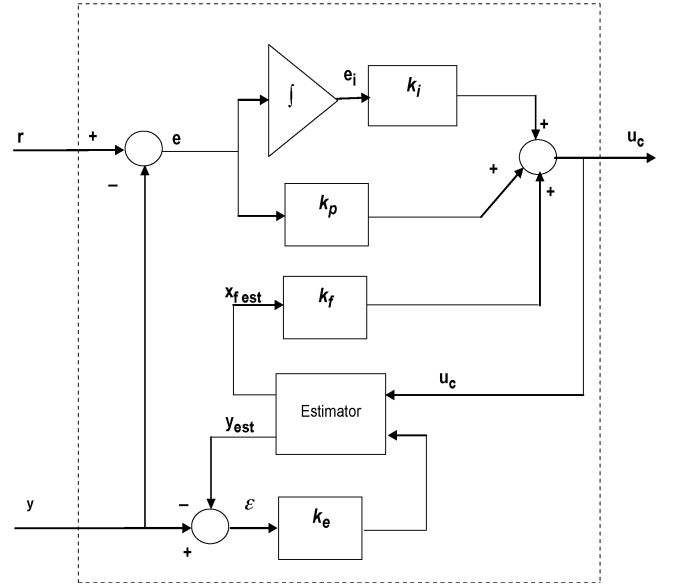 ∫
e_i
k_i
r
+
e
+
u_c
–
+
k_p
+
x_f est
k_f
u_c
Estimator
y_est
y
–
ε
k_e
+